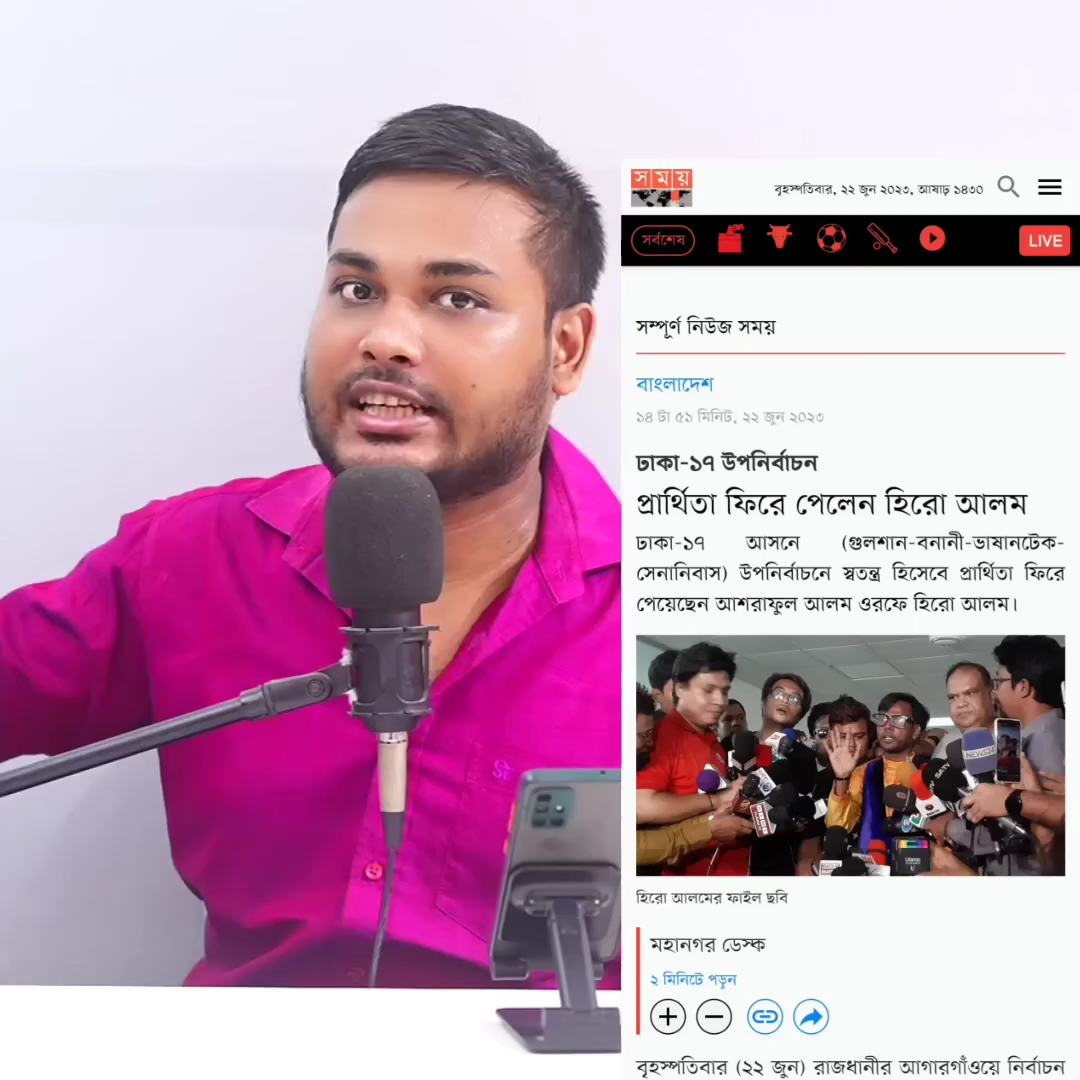 সময়
বৃহস্পতিবার, ২২ জুন ২০২৩, আষাঢ় ১৪৩০
সর্বশেষ
LIVE
সম্পূর্ণ নিউজ সময়
বাংলাদেশ
১৪ টা ৫১ মিনিট, ২২ জুন ২০২৩
ঢাকা-১৭ উপনির্বাচন
প্রার্থিতা ফিরে পেলেন হিরো আলম
ঢাকা-১৭ আসনে (গুলশান-বনানী-ভাষানটেক-
সেনানিবাস) উপনির্বাচনে স্বতন্ত্র হিসেবে প্রার্থিতা ফিরে
পেয়েছেন আশরাফুল আলম ওরফে হিরো আলম।
NEWS24
SATV
হিরো আলমের ফাইল ছবি
মহানগর ডেস্ক
২ মিনিটে পড়ুন
বৃহস্পতিবার (২২ জুন) রাজধানীর আগারগাঁওয়ে নির্বাচন